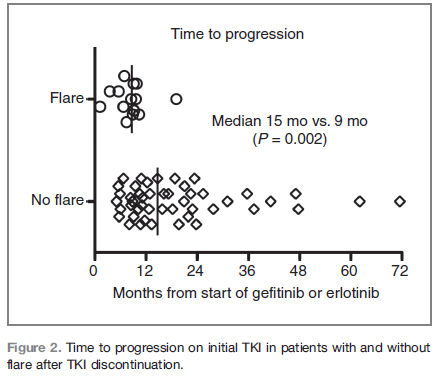 Time to progression
Flare
Median 15 mo vs. 9 mo
(P = 0.002)
No flare
0 12 24 36 48 60 72
Months from start of gefitinib or erlotinib
Figure 2. Time to progression on initial TKI in patients with and without
flare after TKI discontinuation.